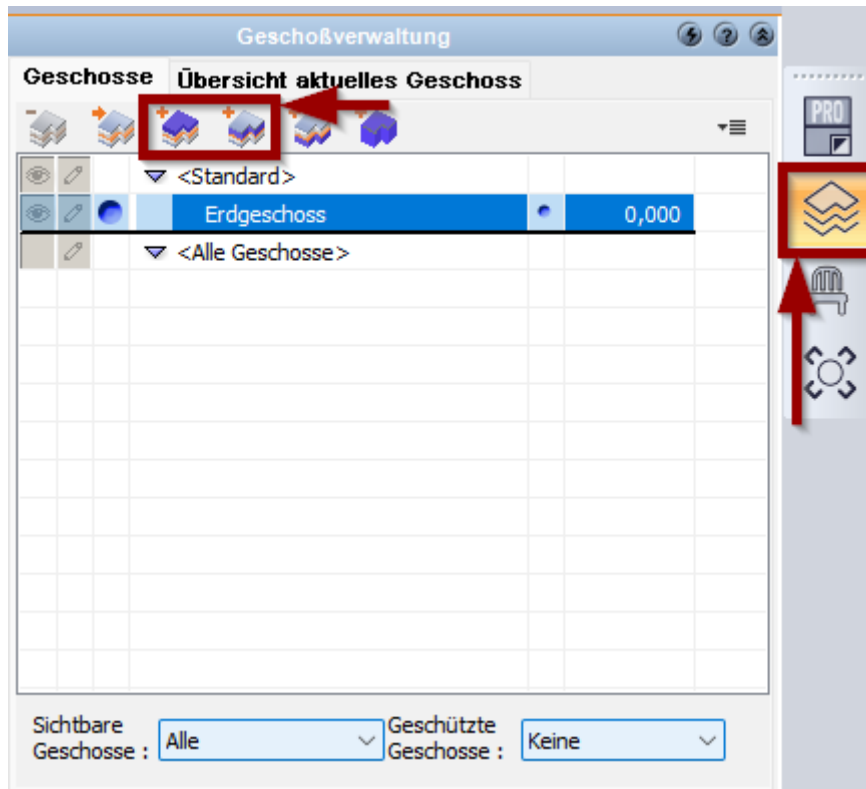 Geschoßverwaltung
Geschosse Übersicht aktuelles Geschoss
PRO
<Standard>
Erdgeschoss 0,000
<Alle Geschosse>
Sichtbare Geschosse : Alle
Geschützte Geschosse : Keine